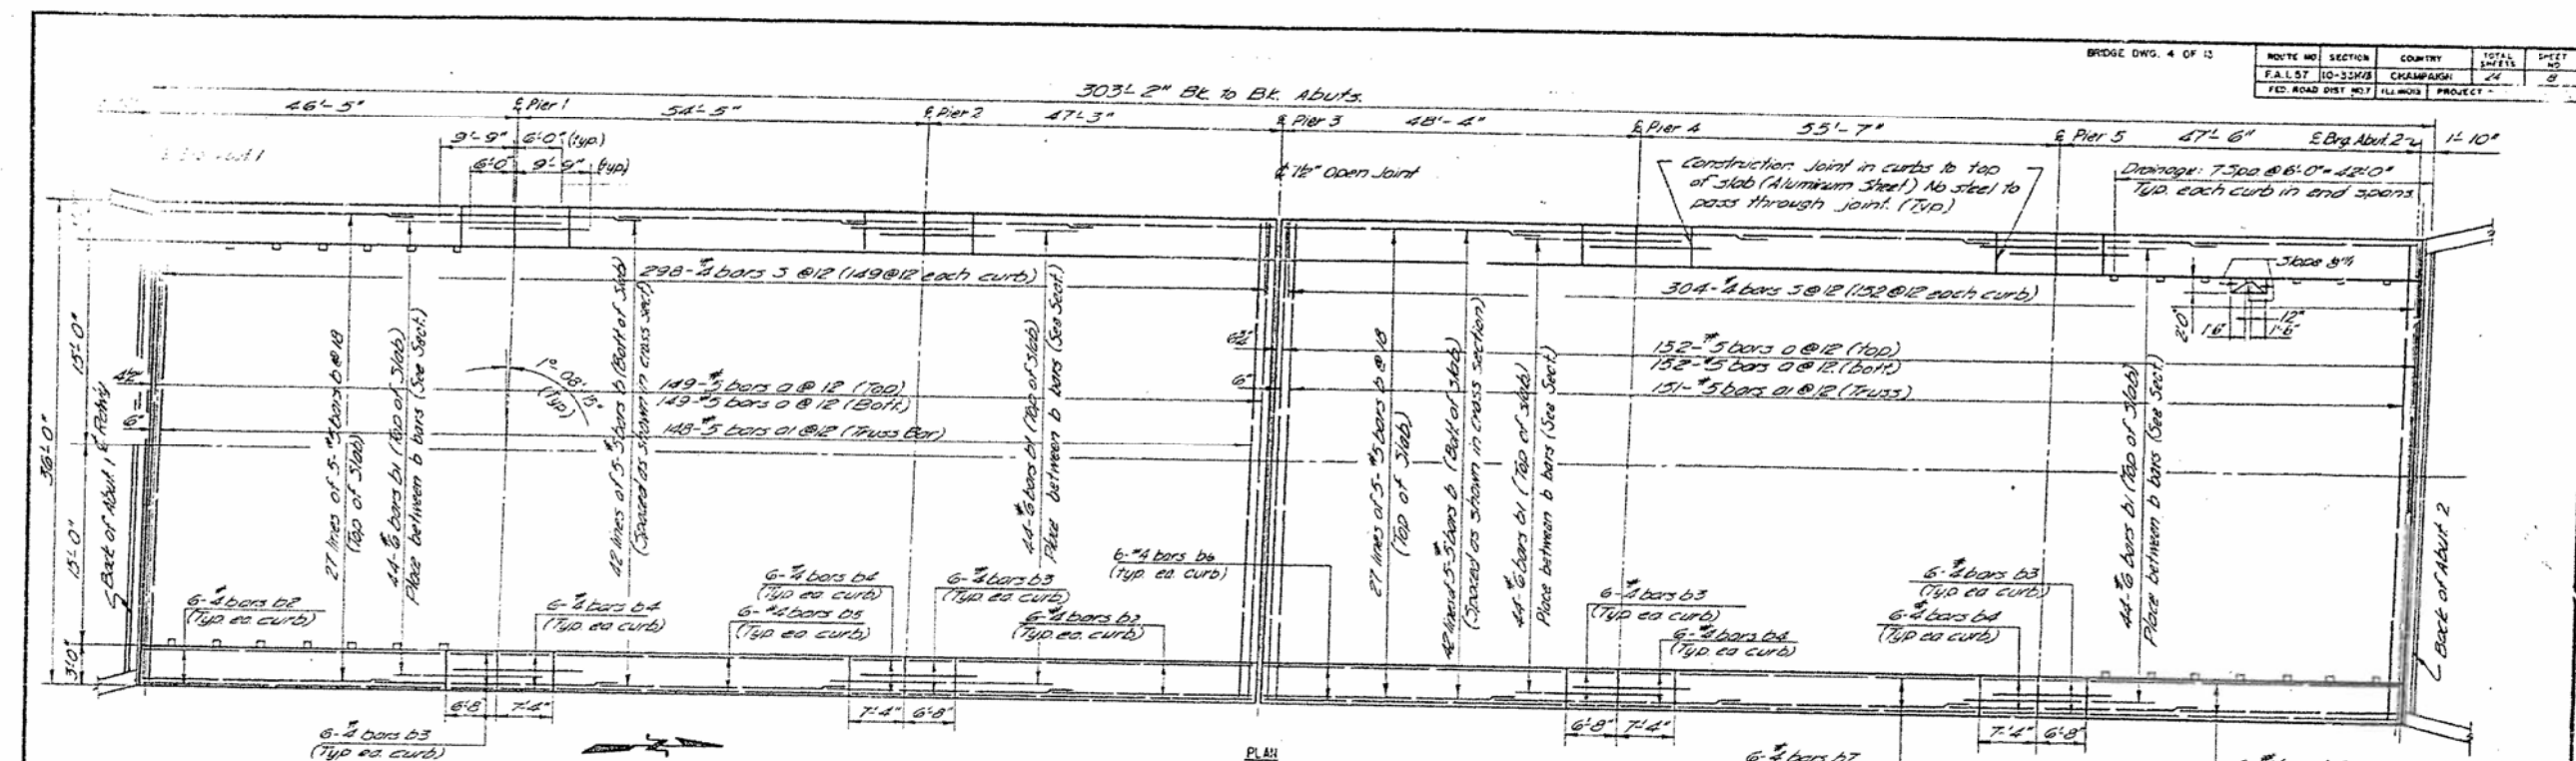 BRIDGE DWG. 4 OF 13
ROUTE NO. SECTION COUNTRY TOTAL SHEETS SHEET NO
F.A.I. 57 CHAMPAIGN 24 8
FED. ROAD DIST NO.7 ILLINOIS PROJECT -
303'-2" Bk. to Bk. Abuts.
46'-5"
℄ Pier 1
54'-5"
℄ Pier 2
47'-3"
℄ Pier 3
48'-4"
℄ Pier 4
55'-7"
℄ Pier 5
47'-6"
℄ Brg. Abut. 2
1'-10"
9'-9" 6'-0" (typ.)
6'-0" 9'-9" (typ)
℄ 1½" Open Joint
Construction Joint in curbs to top
of slab (Aluminum Sheet) No steel to
pass through joint. (Typ)
Drainage: 7 Spa. @ 6'-0" = 42'-0"
Typ. each curb in end spans
Slope
2'-0"
12"
1'-6"
1'-6"
298-#4 bars S @12 (149@12 each curb)
304-#4 bars S @12 (152@12 each curb)
149-#5 bars a @ 12 (Top)
149-#5 bars a @ 12 (Bott.)
148-#5 bars a1 @12 (Truss Bar)
152-#5 bars a @12 (top)
152-#5 bars a @12 (bott.)
151-#5 bars a1 @12 (Truss)
1° 08' 15"
(Typ)
36'-0"
15'-0"
15'-0"
3'-0"
4½"
6"
6"
Back of Abut. 1
27 lines of 5-#5 bars b @18
(Top of Slab)
44-#6 bars b1 (Top of Slab)
Place between b bars (See Sect.)
42 lines of 5-#5 bars b (Bott of Slab)
(Spaced as shown in cross sect)
44-#6 bars b1 (Top of Slab)
Place between b bars (See Sect.)
27 lines of 5-#5 bars b @ 18
(Top of Slab)
42 lines of 5-#5 bars b (Bott of slab)
(Spaced as shown in cross section)
44-#6 bars b1 (Top of slab)
Place between b bars (See Sect)
44-#6 bars b1 (Top of Slab)
Place between b bars (See Sect)
Back of Abut. 2
6-#4 bars b2
(Typ. ea. curb)
6-#4 bars b4
(Typ. ea. curb)
6-#4 bars b4
(Typ. ea. curb)
6-#4 bars b5
(Typ. ea. curb)
6-#4 bars b3
(Typ. ea. curb)
6-#4 bars b2
(Typ. ea. curb)
6-#4 bars b6
(typ. ea. curb)
6-#4 bars b3
(Typ. ea. curb)
6-#4 bars b4
(Typ. ea. curb)
6-#4 bars b3
(Typ. ea. curb)
6-#4 bars b4
(Typ. ea. curb)
6'-8" 7'-4"
7'-4" 6'-8"
6'-8" 7'-4"
7'-4" 6'-8"
6-#4 bars b3
(Typ. ea. curb)
PLAN
6-#4 bars b7